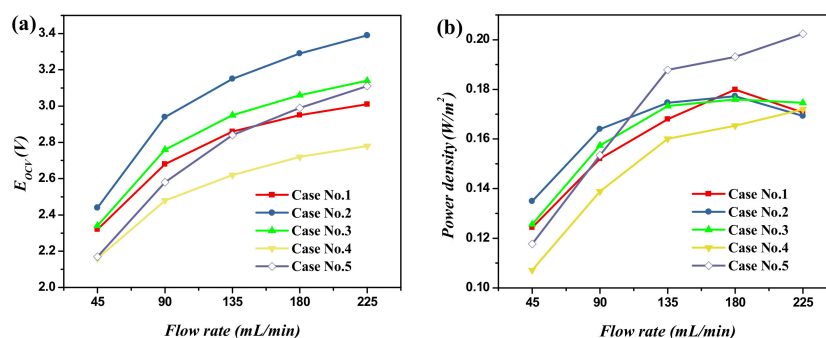 (a)
E_OCV (V)
3.4
3.2
3.0
2.8
2.6
2.4
2.2
2.0
45 90 135 180 225
Flow rate (mL/min)
Case No.1
Case No.2
Case No.3
Case No.4
Case No.5
(b)
Power density (W/m²)
0.20
0.18
0.16
0.14
0.12
0.10
45 90 135 180 225
Flow rate (mL/min)
Case No.1
Case No.2
Case No.3
Case No.4
Case No.5